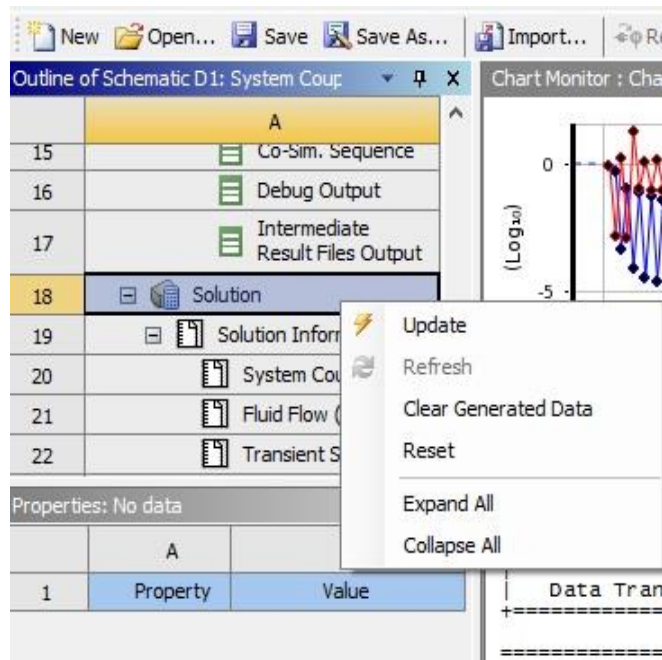 New Open... Save Save As... Import...
Outline of Schematic D1: System Coup
Chart Monitor : Cha
A
15 Co-Sim. Sequence
16 Debug Output
17 Intermediate
Result Files Output
18 Solution
19 Solution Inform
20 System Cou
21 Fluid Flow (
22 Transient S
Update
Refresh
Clear Generated Data
Reset
Expand All
Collapse All
0
(Log10)
-5
Properties: No data
A
1 Property Value
| Data Tran
+===========
===========